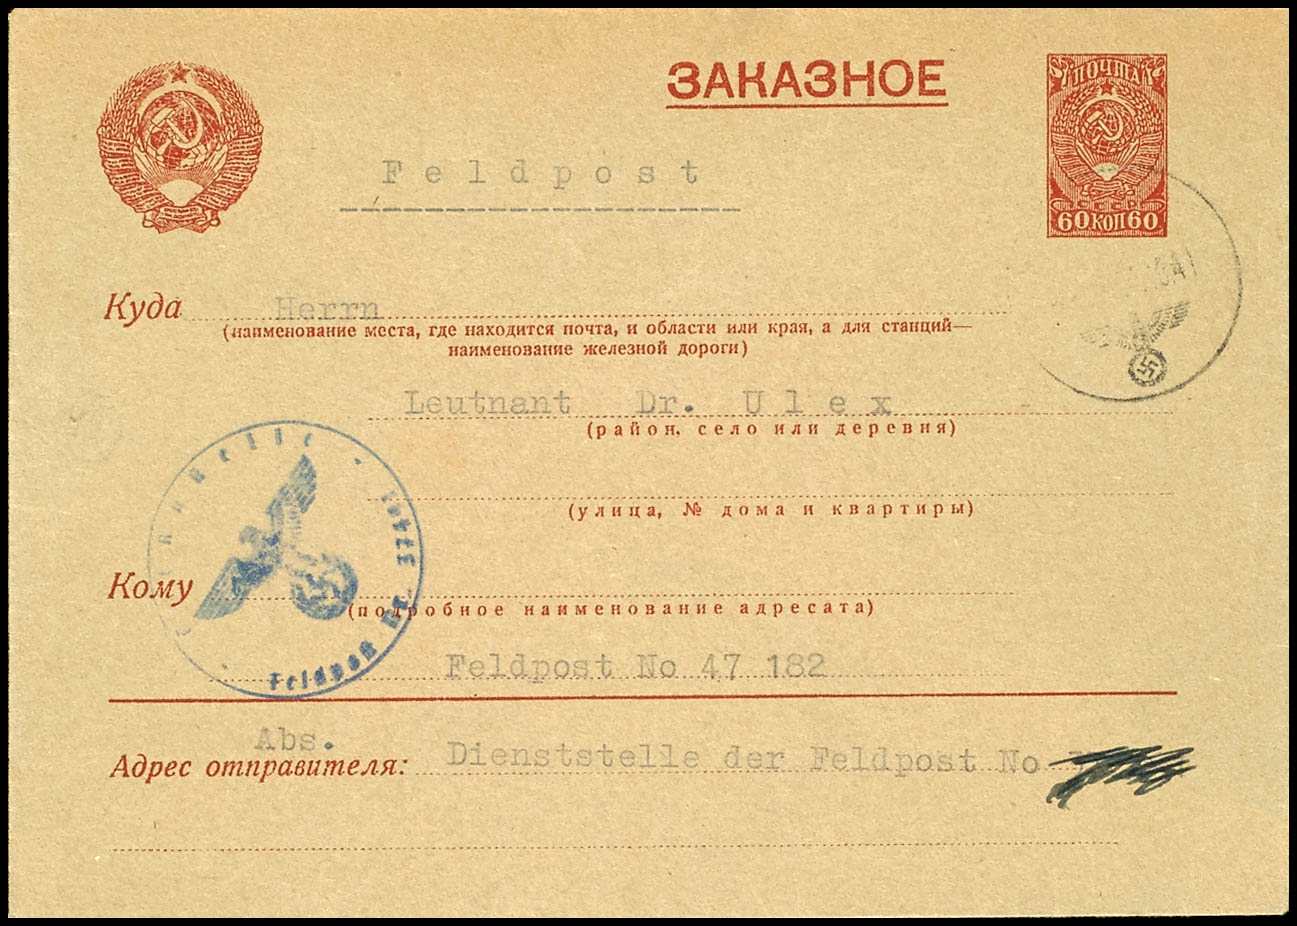 ЗАКАЗНОЕ
ПОЧТА
60 КОП 60
Feldpost
Куда Herrn
(наименование места, где находится почта, и области или края, а для станций—
наименование железной дороги)
Leutnant Dr. Ulex
(район, село или деревня)
(улица, № дома и квартиры)
Кому
(подробное наименование адресата)
Feldpost No 47 182
Feldpost
Abs.
Адрес отправителя: Dienststelle der Feldpost No